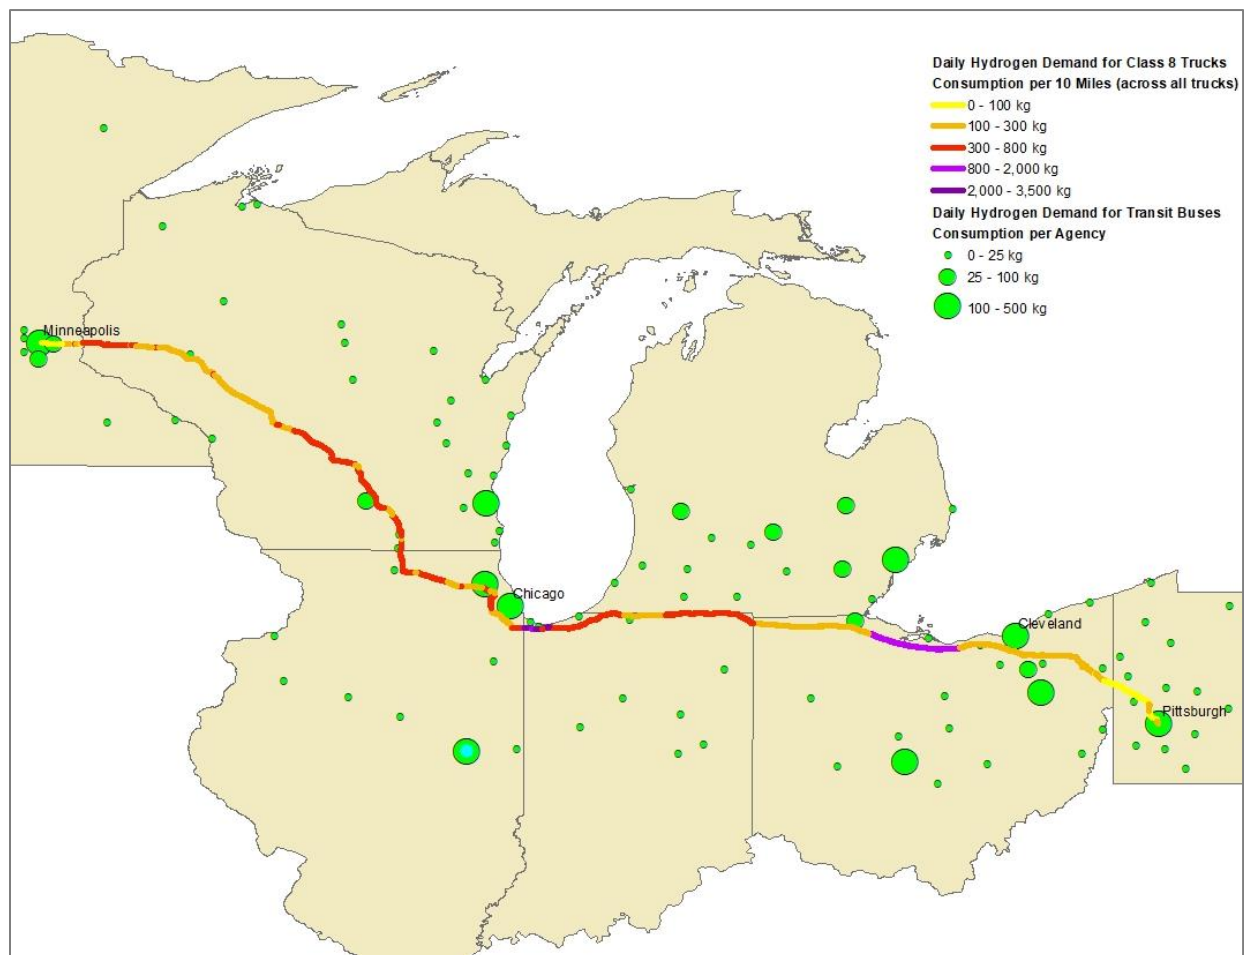 Daily Hydrogen Demand for Class 8 Trucks
Consumption per 10 Miles (across all trucks)
0 - 100 kg
100 - 300 kg
300 - 800 kg
800 - 2,000 kg
2,000 - 3,500 kg
Daily Hydrogen Demand for Transit Buses
Consumption per Agency
0 - 25 kg
25 - 100 kg
100 - 500 kg
Minneapolis
Chicago
Cleveland
Pittsburgh